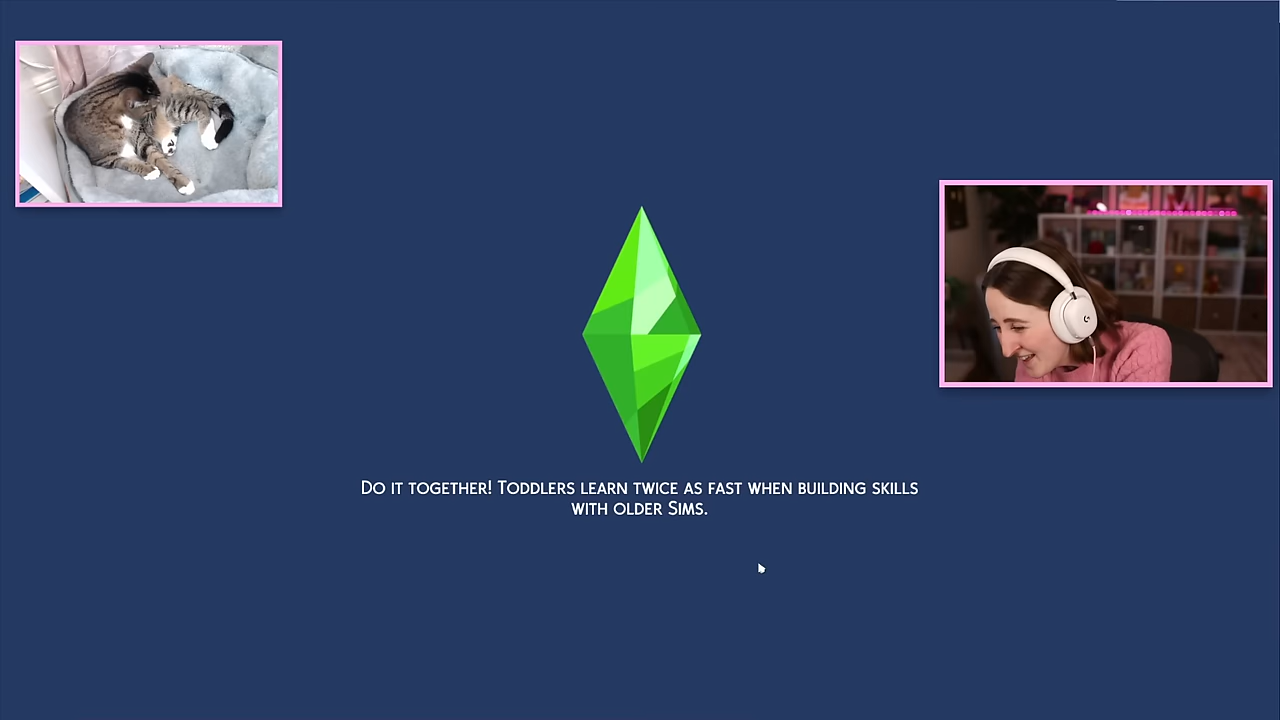 Do it together! Toddlers learn twice as fast when building skills
with older Sims.